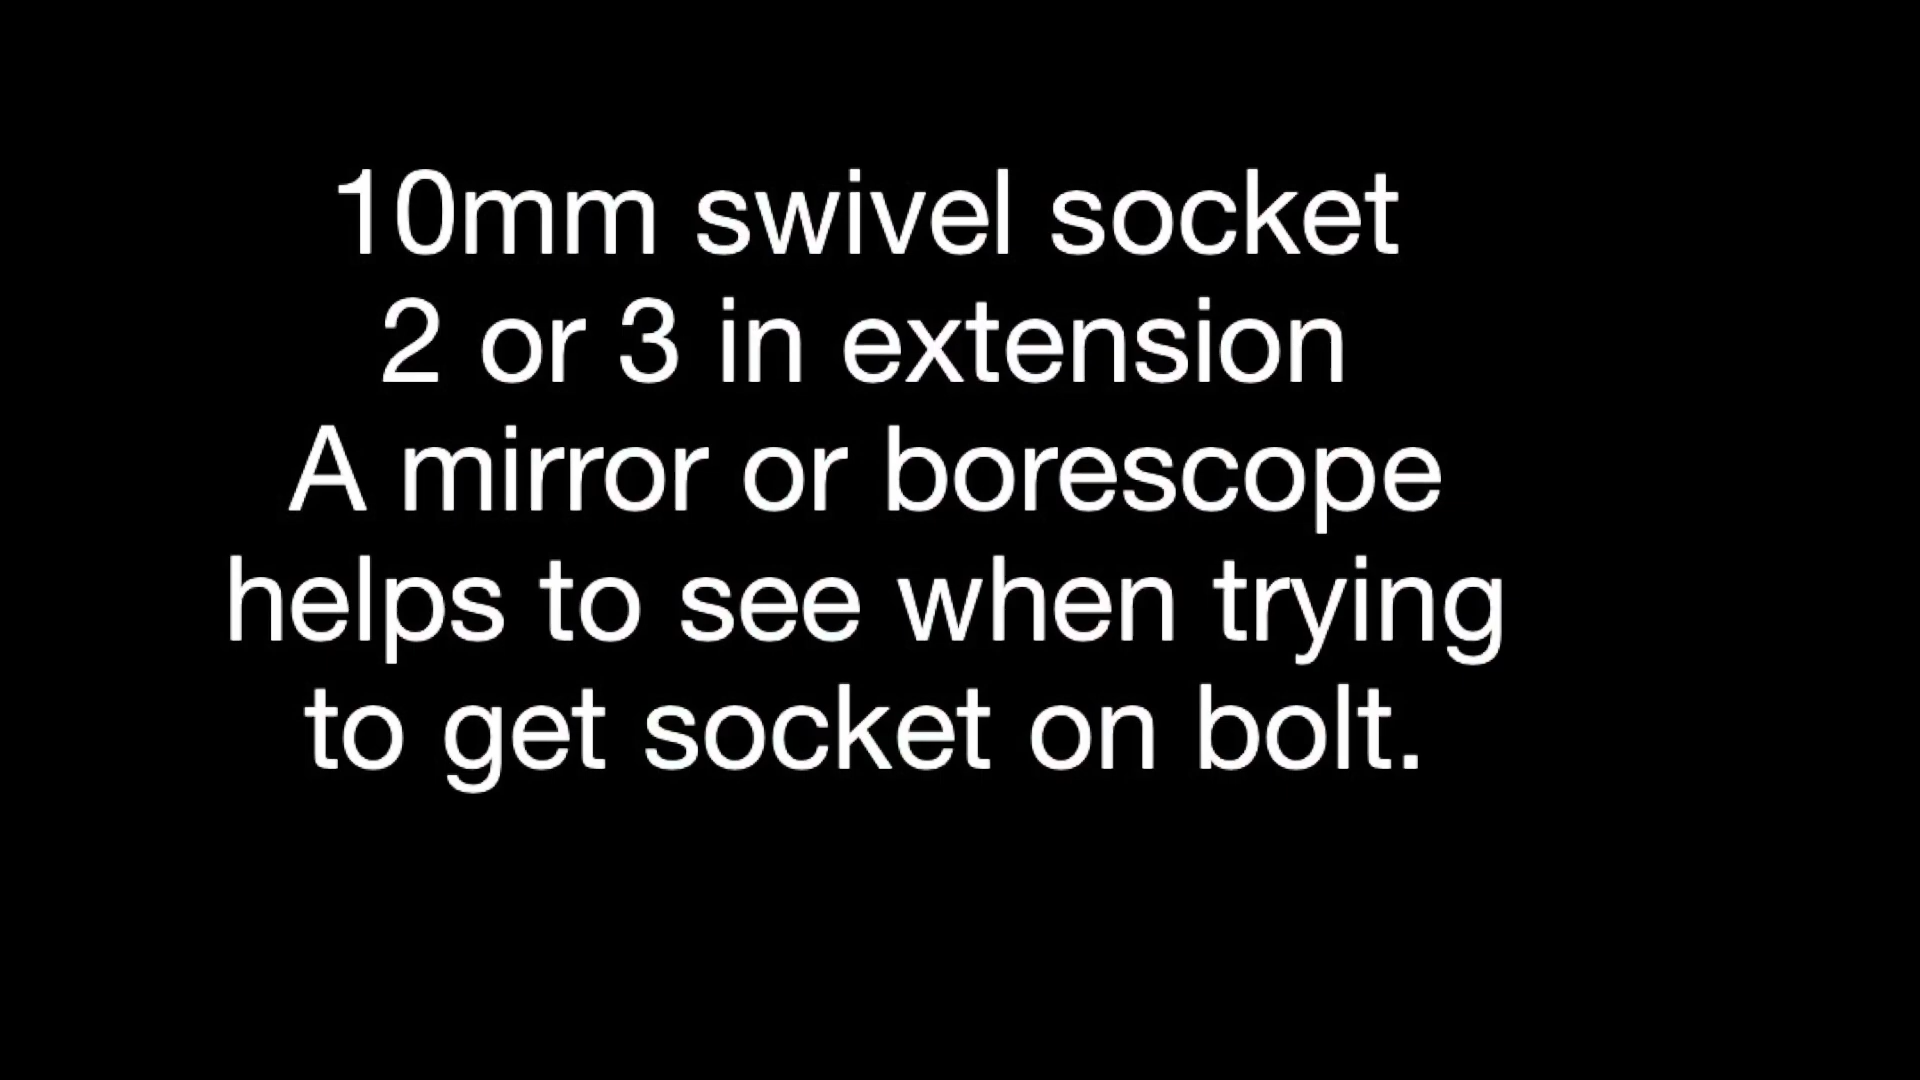 10mm swivel socket
2 or 3 in extension
A mirror or borescope
helps to see when trying
to get socket on bolt.